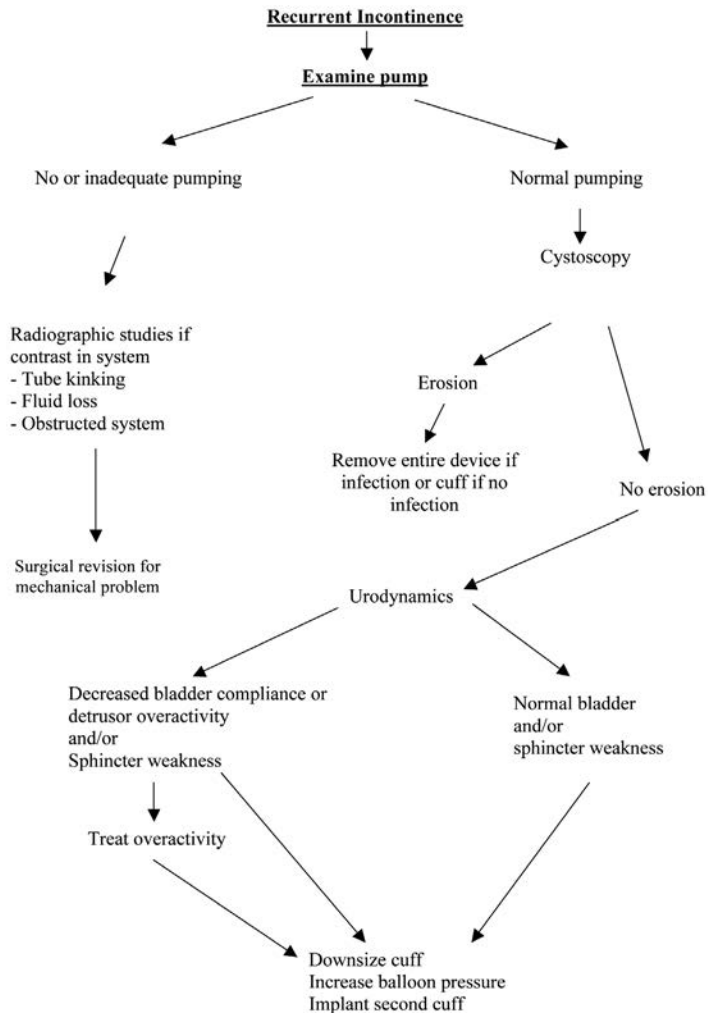 Recurrent Incontinence
Examine pump
No or inadequate pumping
Normal pumping
Cystoscopy
Radiographic studies if
contrast in system
- Tube kinking
- Fluid loss
- Obstructed system
Erosion
Remove entire device if
infection or cuff if no
infection
No erosion
Surgical revision for
mechanical problem
Urodynamics
Decreased bladder compliance or
detrusor overactivity
and/or
Sphincter weakness
Normal bladder
and/or
sphincter weakness
Treat overactivity
Downsize cuff
Increase balloon pressure
Implant second cuff